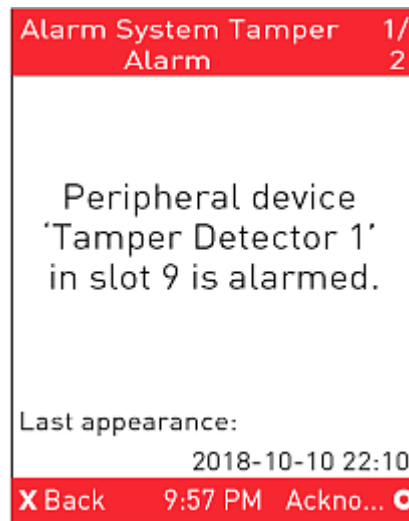 Alarm System Tamper 1/
Alarm 2
Peripheral device
‘Tamper Detector 1’
in slot 9 is alarmed.
Last appearance:
2018-10-10 22:10
X Back 9:57 PM Ackno...